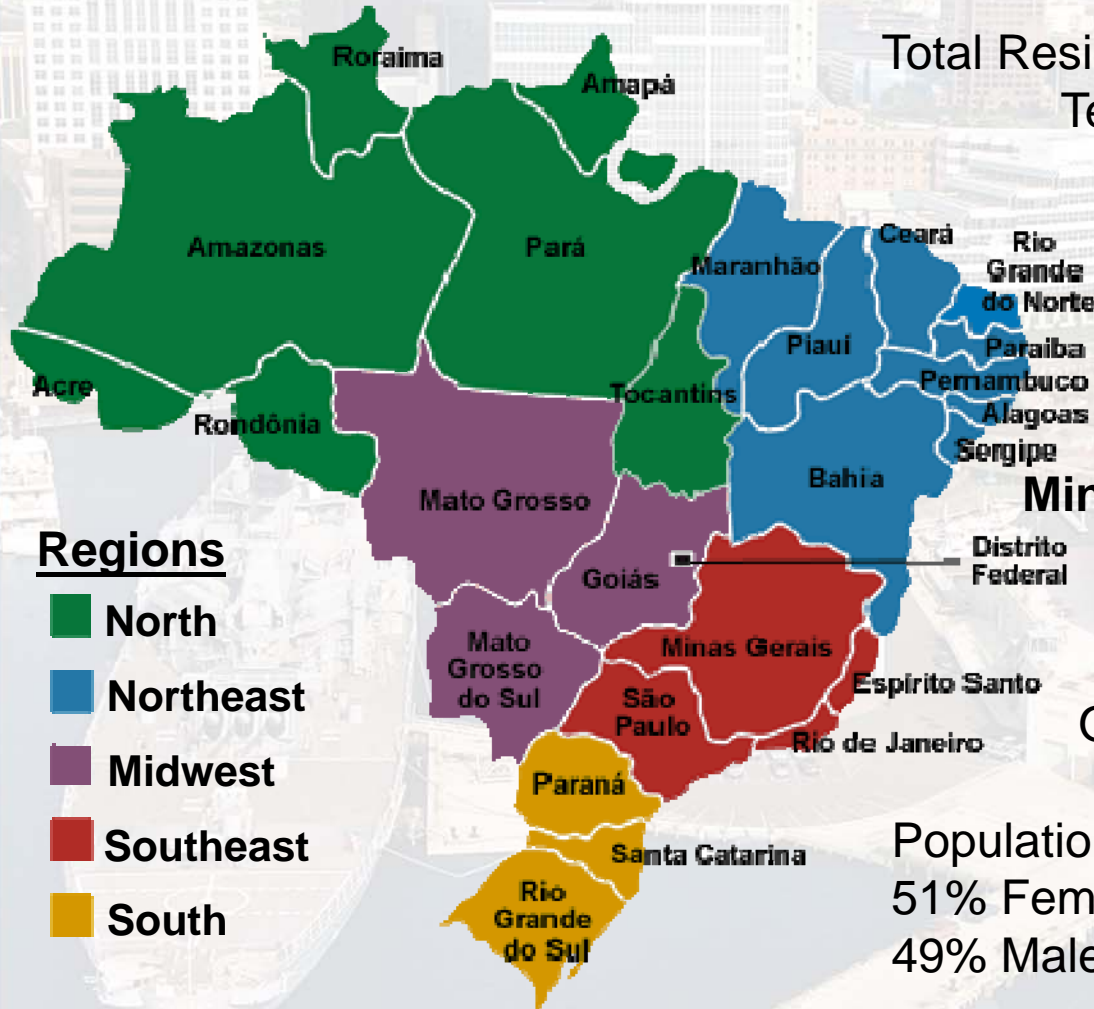 Total Resi
Te
Roraima
Amapá
Amazonas
Pará
Maranhão
Ceará
Rio
Grande
do Norte
Piaui
Paraiba
Acre
Tocantins
Pernambuco
Rondônia
Alagoas
Sergipe
Bahia
Mato Grosso
Min
Distrito
Federal
Goiás
Regions
North
Northeast
Midwest
Southeast
South
Mato
Grosso
do Sul
Minas Gerais
São
Paulo
Espírito Santo
Rio de Janeiro
Paraná
Santa Catarina
Rio
Grande
do Sul
Populatio
51% Fem
49% Male